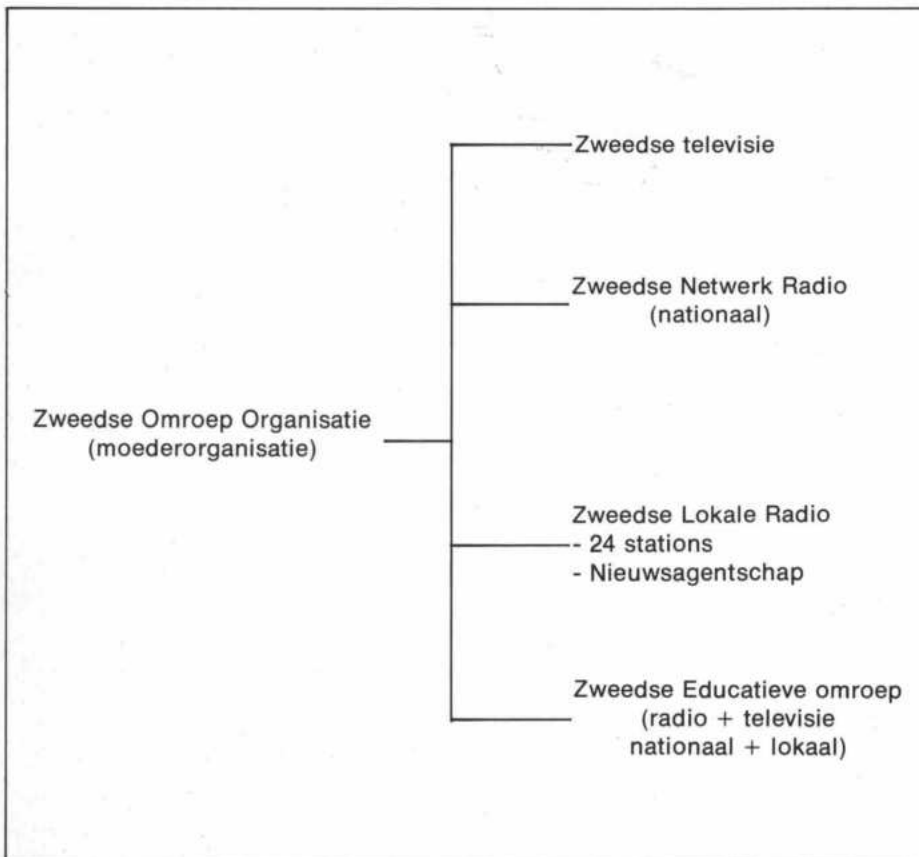 Zweedse televisie
Zweedse Netwerk Radio
(nationaal)
Zweedse Omroep Organisatie
(moederorganisatie)
Zweedse Lokale Radio
- 24 stations
- Nieuwsagentschap
Zweedse Educatieve omroep
(radio + televisie
nationaal + lokaal)